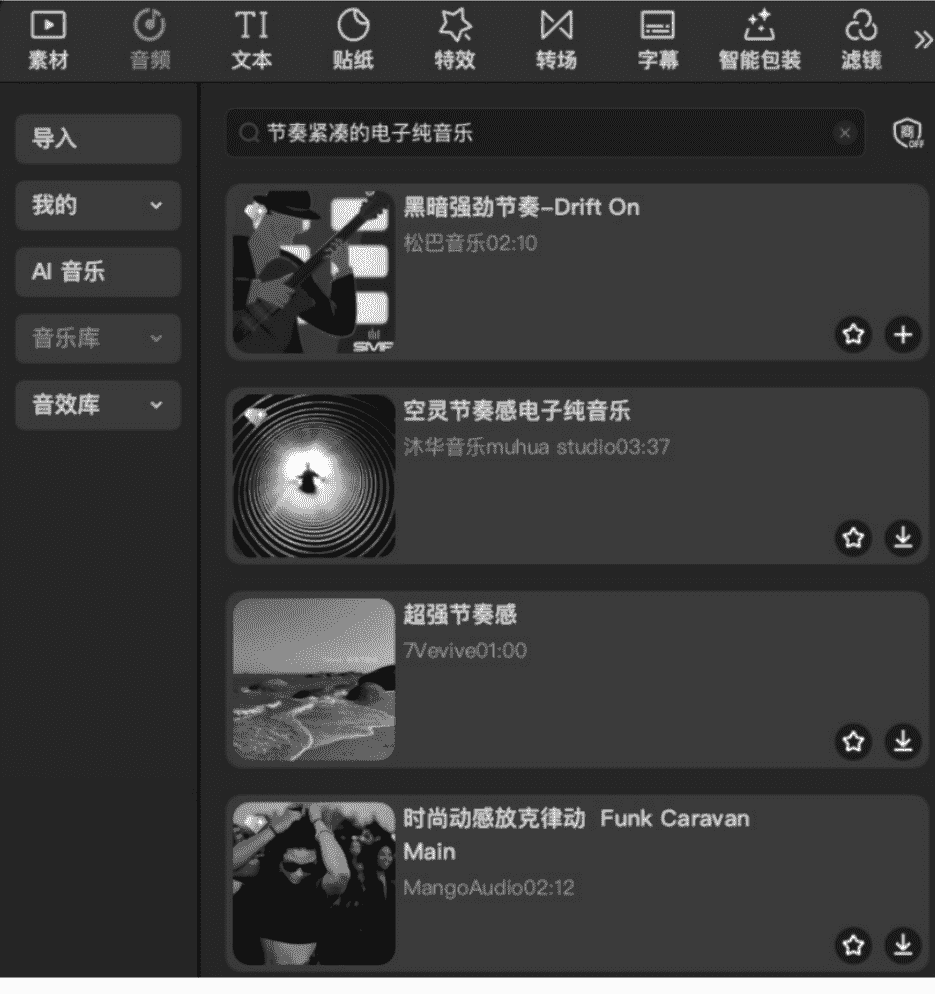 素材 音频 TI 文本 贴纸 特效 转场 字幕 智能包装 滤镜
导入
我的
AI 音乐
音乐库
音效库
节奏紧凑的电子纯音乐
商 OFF
黑暗强劲节奏–Drift On
松巴音乐02:10
SMF
空灵节奏感电子纯音乐
沐华音乐muhua studio03:37
超强节奏感
7Vevive01:00
时尚动感放克律动 Funk Caravan
Main
MangoAudio02:12